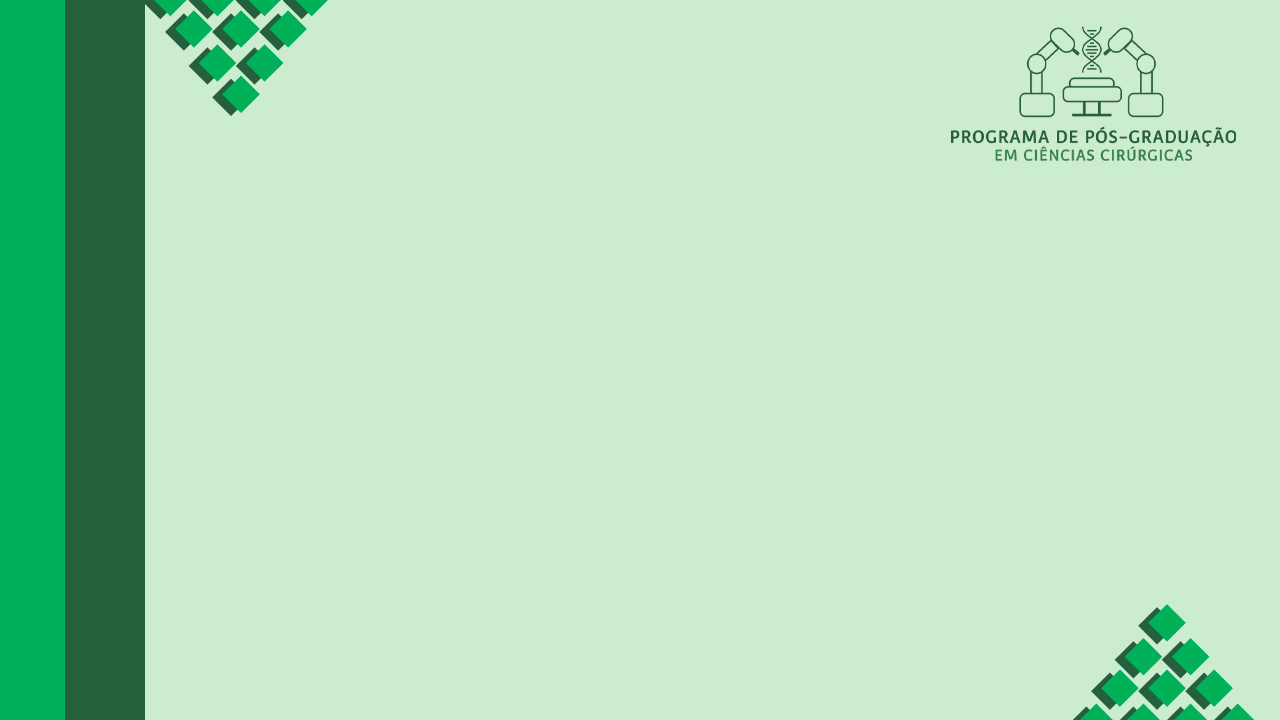 PROGRAMA DE PÓS-GRADUAÇÃO
EM CIÊNCIAS CIRÚRGICAS